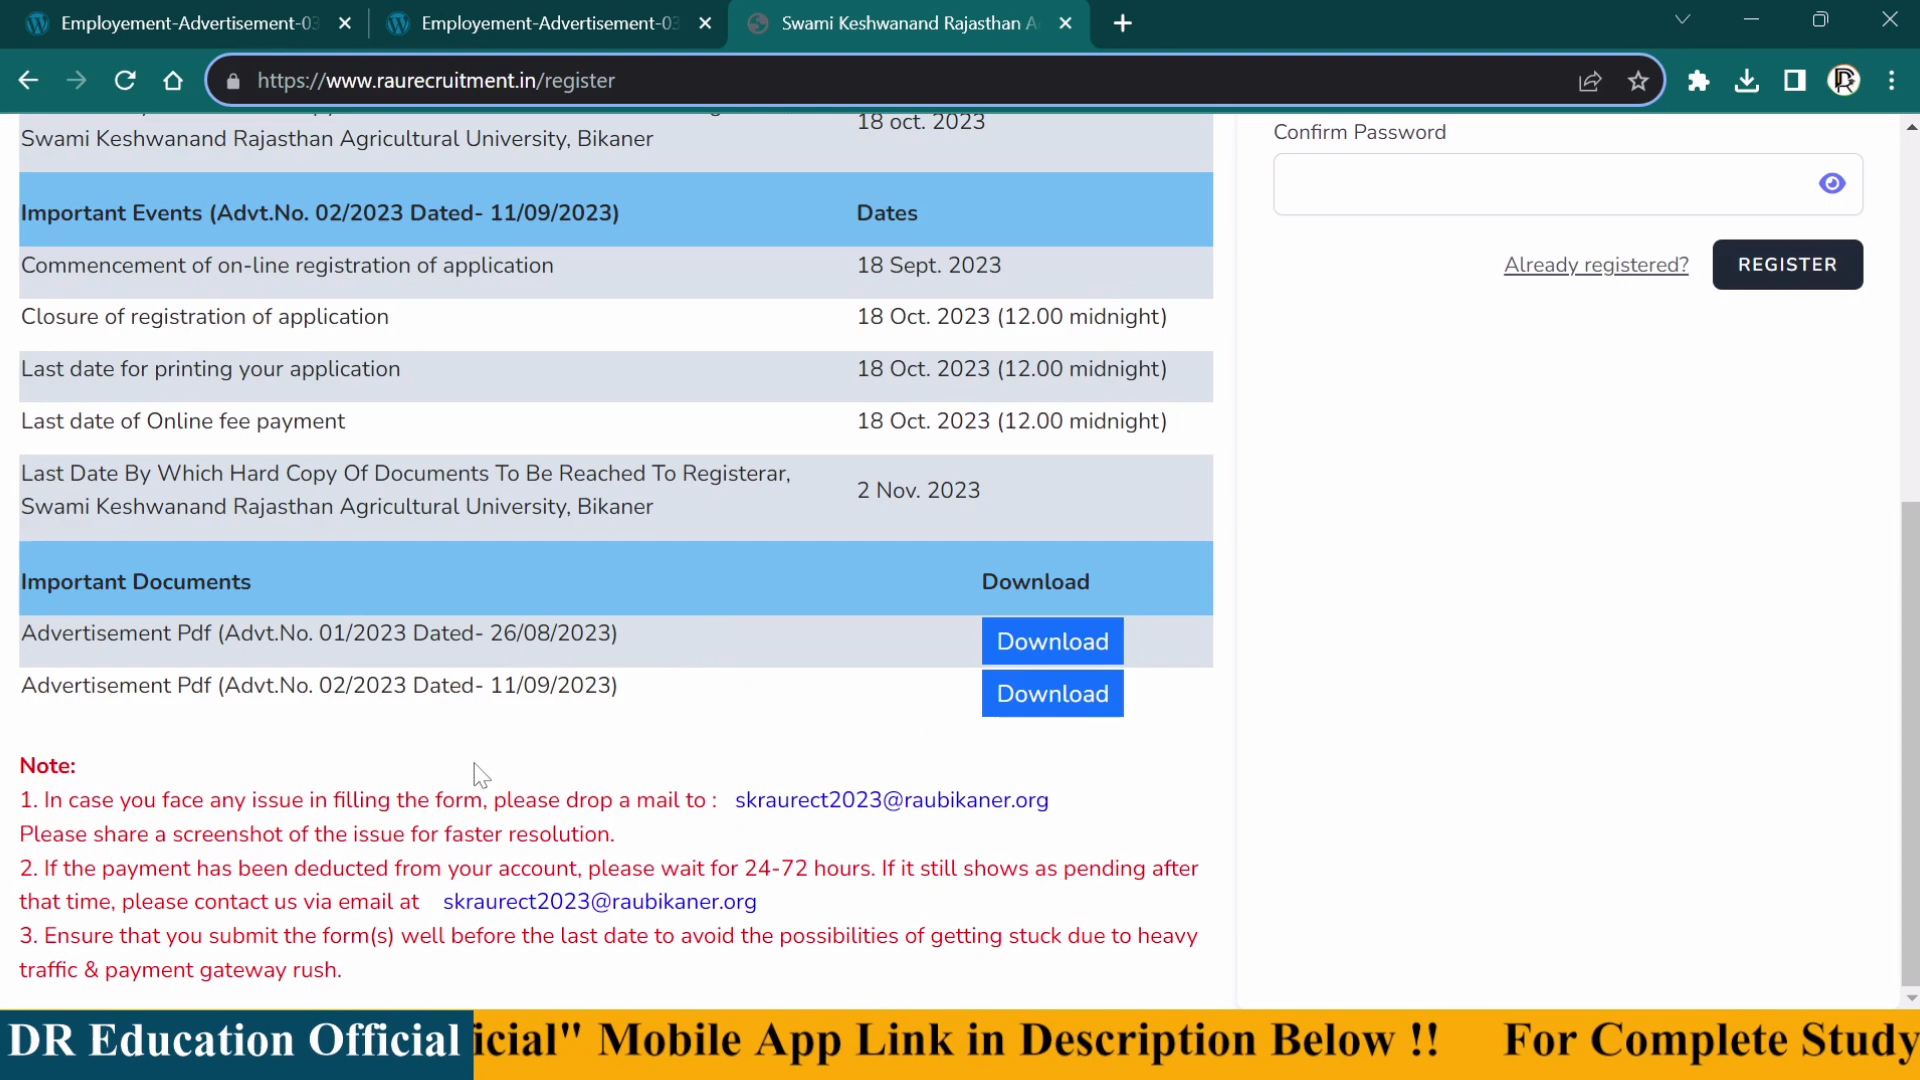 Employement-Advertisement-03
Employement-Advertisement-03
Swami Keshwanand Rajasthan A
https://www.raurecruitment.in/register
Swami Keshwanand Rajasthan Agricultural University, Bikaner
18 oct. 2023
Important Events (Advt.No. 02/2023 Dated- 11/09/2023)
Dates
Commencement of on-line registration of application
18 Sept. 2023
Closure of registration of application
18 Oct. 2023 (12.00 midnight)
Last date for printing your application
18 Oct. 2023 (12.00 midnight)
Last date of Online fee payment
18 Oct. 2023 (12.00 midnight)
Last Date By Which Hard Copy Of Documents To Be Reached To Registerar,
Swami Keshwanand Rajasthan Agricultural University, Bikaner
2 Nov. 2023
Important Documents
Download
Advertisement Pdf (Advt.No. 01/2023 Dated- 26/08/2023)
Download
Advertisement Pdf (Advt.No. 02/2023 Dated- 11/09/2023)
Download
Note:
1. In case you face any issue in filling the form, please drop a mail to : skraurect2023@raubikaner.org
Please share a screenshot of the issue for faster resolution.
2. If the payment has been deducted from your account, please wait for 24-72 hours. If it still shows as pending after
that time, please contact us via email at skraurect2023@raubikaner.org
3. Ensure that you submit the form(s) well before the last date to avoid the possibilities of getting stuck due to heavy
traffic & payment gateway rush.
Confirm Password
Already registered?
REGISTER
DR Education Official
icial" Mobile App Link in Description Below !! For Complete Study